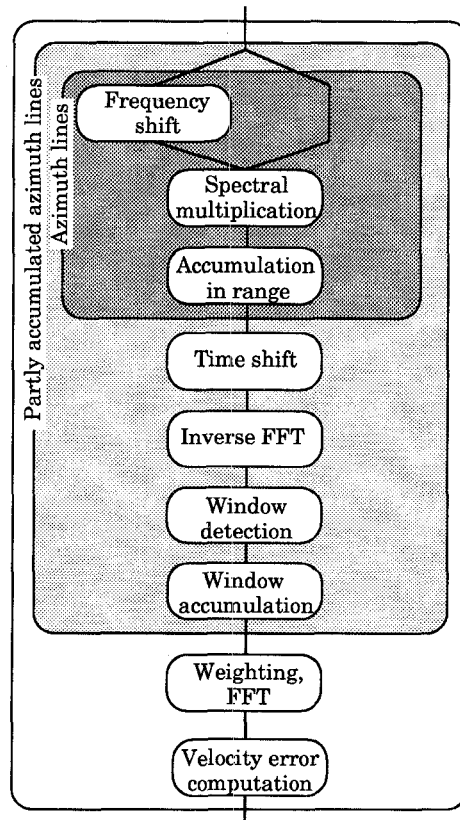 Partly accumulated azimuth lines
Azimuth lines
Frequency
shift
Spectral
multiplication
Accumulation
in range
Time shift
Inverse FFT
Window
detection
Window
accumulation
Weighting,
FFT
Velocity error
computation